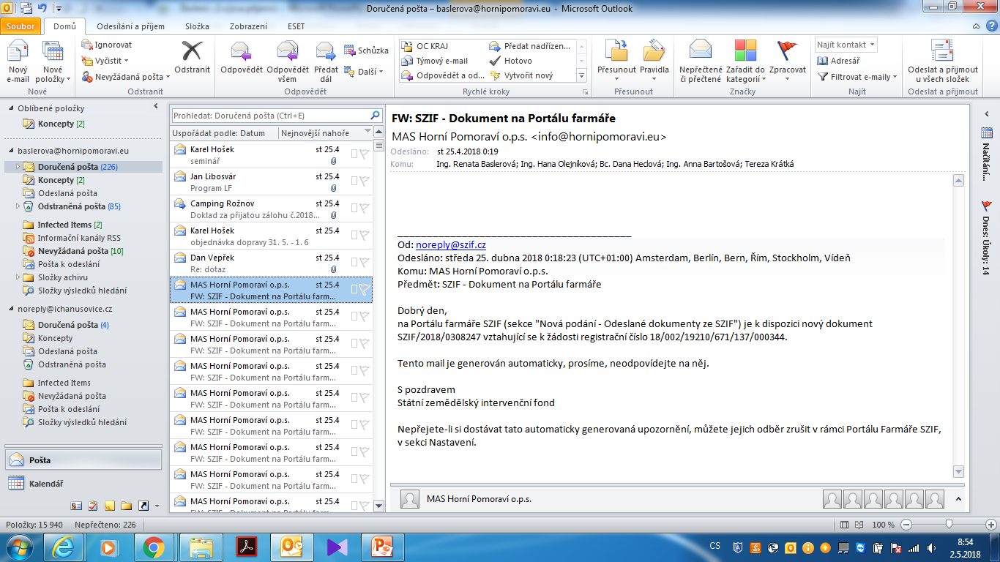 Doručená pošta – baslerova@hornipomoravi.eu - Microsoft Outlook
Soubor Domů Odesílání a příjem Složka Zobrazení ESET
Nový e-mail
Nové položky
Nové
Ignorovat
Vyčistit
Nevyžádaná pošta
Odstranit
Odstranit
Odpovědět
Odpovědět všem
Předat dál
Schůzka
Další
Odpovědět
OC KRAJ
Týmový e-mail
Odpovědět a od...
Předat nadřízen...
Hotovo
Vytvořit nový
Rychlé kroky
Přesunout
Pravidla
Přesunout
Nepřečtené či přečtené
Zařadit do kategorií
Zpracovat
Značky
Najít kontakt
Adresář
Filtrovat e-maily
Najít
Odeslat a přijmout u všech složek
Odeslat a přijmout
Oblíbené položky
Koncepty [2]
baslerova@hornipomoravi.eu
Doručená pošta (226)
Koncepty [2]
Odeslaná pošta
Odstraněná pošta (85)
Infected Items [2]
Informační kanály RSS
Nevyžádaná pošta [10]
Pošta k odeslání
Složky achivu
Složky výsledků hledání
noreply@ichanusovice.cz
Doručená pošta (4)
Koncepty
Odeslaná pošta
Odstraněná pošta
Infected Items
Nevyžádaná pošta
Pošta k odeslání
Složky výsledků hledání
Pošta
Kalendář
Prohledat: Doručená pošta (Ctrl+E)
Uspořádat podle: Datum Nejnovější nahoře
Karel Hošek st 25.4
seminář
Jan Libosvár st 25.4
Program LF
Camping Rožnov st 25.4
Doklad za přijatou zálohu č.2018...
Karel Hošek st 25.4
objednávka dopravy 31. 5. - 1. 6
Dan Vepřek st 25.4
Re: dotaz
MAS Horní Pomoraví o.p.s. st 25.4
FW: SZIF - Dokument na Portálu farm...
MAS Horní Pomoraví o.p.s. st 25.4
FW: SZIF - Dokument na Portálu farm...
MAS Horní Pomoraví o.p.s. st 25.4
FW: SZIF - Dokument na Portálu farm...
MAS Horní Pomoraví o.p.s. st 25.4
FW: SZIF - Dokument na Portálu farm...
MAS Horní Pomoraví o.p.s. st 25.4
FW: SZIF - Dokument na Portálu farm...
MAS Horní Pomoraví o.p.s. st 25.4
FW: SZIF - Dokument na Portálu farm...
MAS Horní Pomoraví o.p.s. st 25.4
FW: SZIF - Dokument na Portálu farm...
MAS Horní Pomoraví o.p.s. st 25.4
FW: SZIF - Dokument na Portálu farm...
MAS Horní Pomoraví o.p.s. st 25.4
FW: SZIF - Dokument na Portálu farm...
FW: SZIF - Dokument na Portálu farmáře
MAS Horní Pomoraví o.p.s. <info@hornipomoravi.eu>
Odesláno: st 25.4.2018 0:19
Komu: Ing. Renata Baslerová; Ing. Hana Olejníková; Bc. Dana Heclová; Ing. Anna Bartošová; Tereza Krátká
Od: noreply@szif.cz
Odesláno: středa 25. dubna 2018 0:18:23 (UTC+01:00) Amsterdam, Berlín, Bern, Řím, Stockholm, Vídeň
Komu: MAS Horní Pomoraví o.p.s.
Předmět: SZIF - Dokument na Portálu farmáře
Dobrý den,
na Portálu farmáře SZIF (sekce "Nová podání - Odeslané dokumenty ze SZIF") je k dispozici nový dokument
SZIF/2018/0308247 vztahující se k žádosti registrační číslo 18/002/19210/671/137/000344.
Tento mail je generován automaticky, prosíme, neodpovídejte na něj.
S pozdravem
Státní zemědělský intervenční fond
Nepřejete-li si dostávat tato automaticky generovaná upozornění, můžete jejich odběr zrušit v rámci Portálu Farmáře SZIF,
v sekci Nastavení.
MAS Horní Pomoraví o.p.s.
Načítání...
Dnes: Úkoly: 14
Položky: 15 940 Nepřečteno: 226
100 %
CS
8:54
2.5.2018